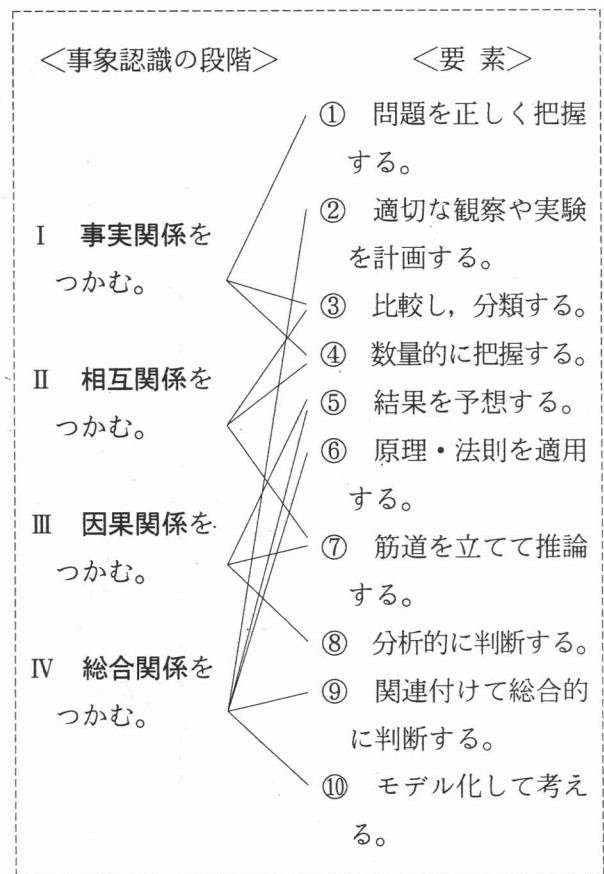 ＜事象認識の段階＞
Ⅰ 事実関係を
つかむ。
Ⅱ 相互関係を
つかむ。
Ⅲ 因果関係を
つかむ。
Ⅳ 総合関係を
つかむ。
＜要 素＞
① 問題を正しく把握
する。
② 適切な観察や実験
を計画する。
③ 比較し，分類する。
④ 数量的に把握する。
⑤ 結果を予想する。
⑥ 原理・法則を適用
する。
⑦ 筋道を立てて推論
する。
⑧ 分析的に判断する。
⑨ 関連付けて総合的
に判断する。
⑩ モデル化して考え
る。